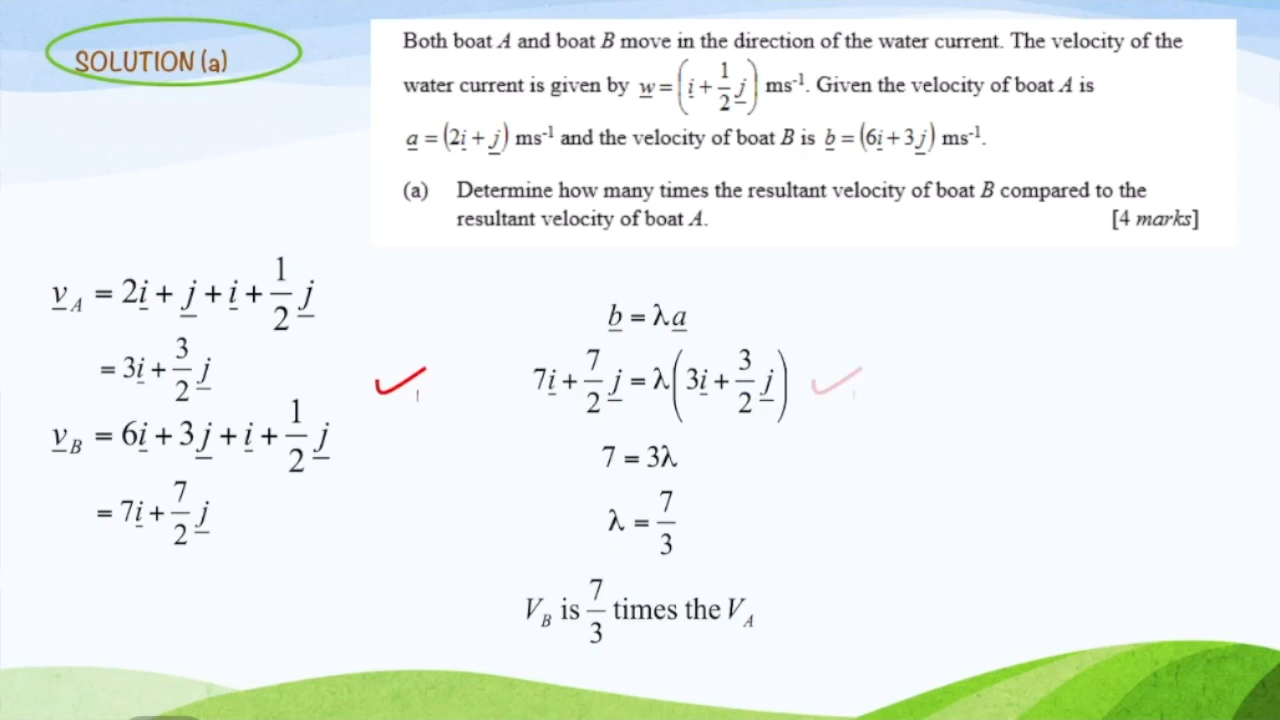 SOLUTION (a)
Both boat A and boat B move in the direction of the water current. The velocity of the
water current is given by w = (i + 1/2 j) ms⁻¹. Given the velocity of boat A is
a = (2i + j) ms⁻¹ and the velocity of boat B is b = (6i + 3j) ms⁻¹.
(a) Determine how many times the resultant velocity of boat B compared to the
resultant velocity of boat A. [4 marks]
v_A = 2i + j + i + 1/2 j
= 3i + 3/2 j
v_B = 6i + 3j + i + 1/2 j
= 7i + 7/2 j
b = λa
7i + 7/2 j = λ(3i + 3/2 j)
7 = 3λ
λ = 7/3
V_B is 7/3 times the V_A